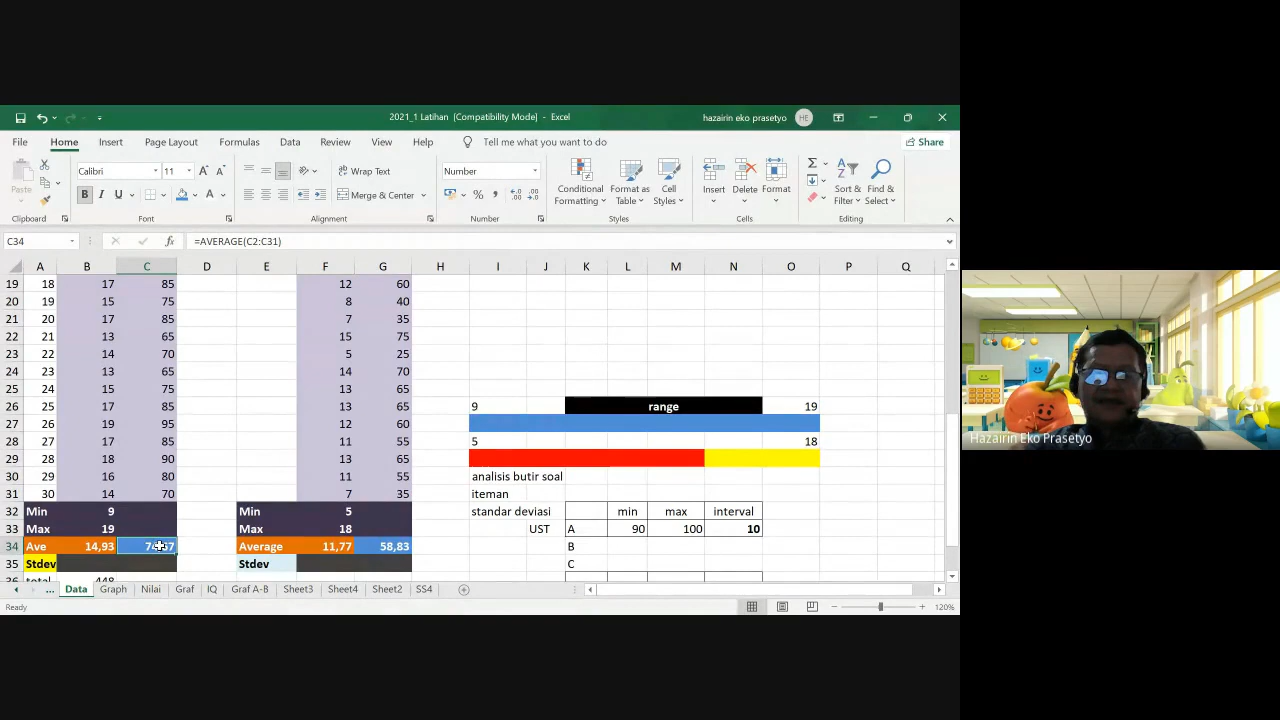 2021_1 Latihan [Compatibility Mode] - Excel
hazairin eko prasetyo
HE
File Home Insert Page Layout Formulas Data Review View Help Tell me what you want to do Share
Paste
Calibri 11
Wrap Text
Number
Merge & Center
Conditional Formatting
Format as Table
Cell Styles
Insert
Delete
Format
Sort & Filter
Find & Select
Clipboard Font Alignment Number Styles Cells Editing
C34 =AVERAGE(C2:C31)
A B C D E F G H I J K L M N O P Q
19 18 17 85 12 60
20 19 15 75 8 40
21 20 17 85 7 35
22 21 13 65 15 75
23 22 14 70 5 25
24 23 13 65 14 70
25 24 15 75 13 65
26 25 17 85 13 65 9 range 19
27 26 19 95 12 60
28 27 17 85 11 55 5 18
29 28 18 90 13 65
30 29 16 80 11 55 analisis butir soal
31 30 14 70 7 35 iteman
32 Min 9 Min 5 standar deviasi min max interval
33 Max 19 Max 18 UST A 90 100 10
34 Ave 14,93 Average 11,77 58,83 B
35 Stdev Stdev C
total 448
... Data Graph Nilai Graf IQ Graf A-B Sheet3 Sheet4 Sheet2 SS4
Ready 120%
Hazairin Eko Prasetyo